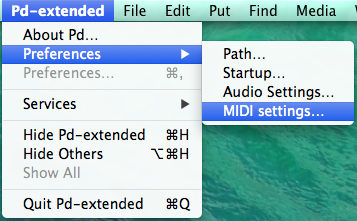 Pd-extended File Edit Put Find Media
About Pd...
Preferences ▶
Preferences... ⌘,
Services ▶
Hide Pd-extended ⌘H
Hide Others ⌥⌘H
Show All
Quit Pd-extended ⌘Q
Path...
Startup...
Audio Settings...
MIDI settings...